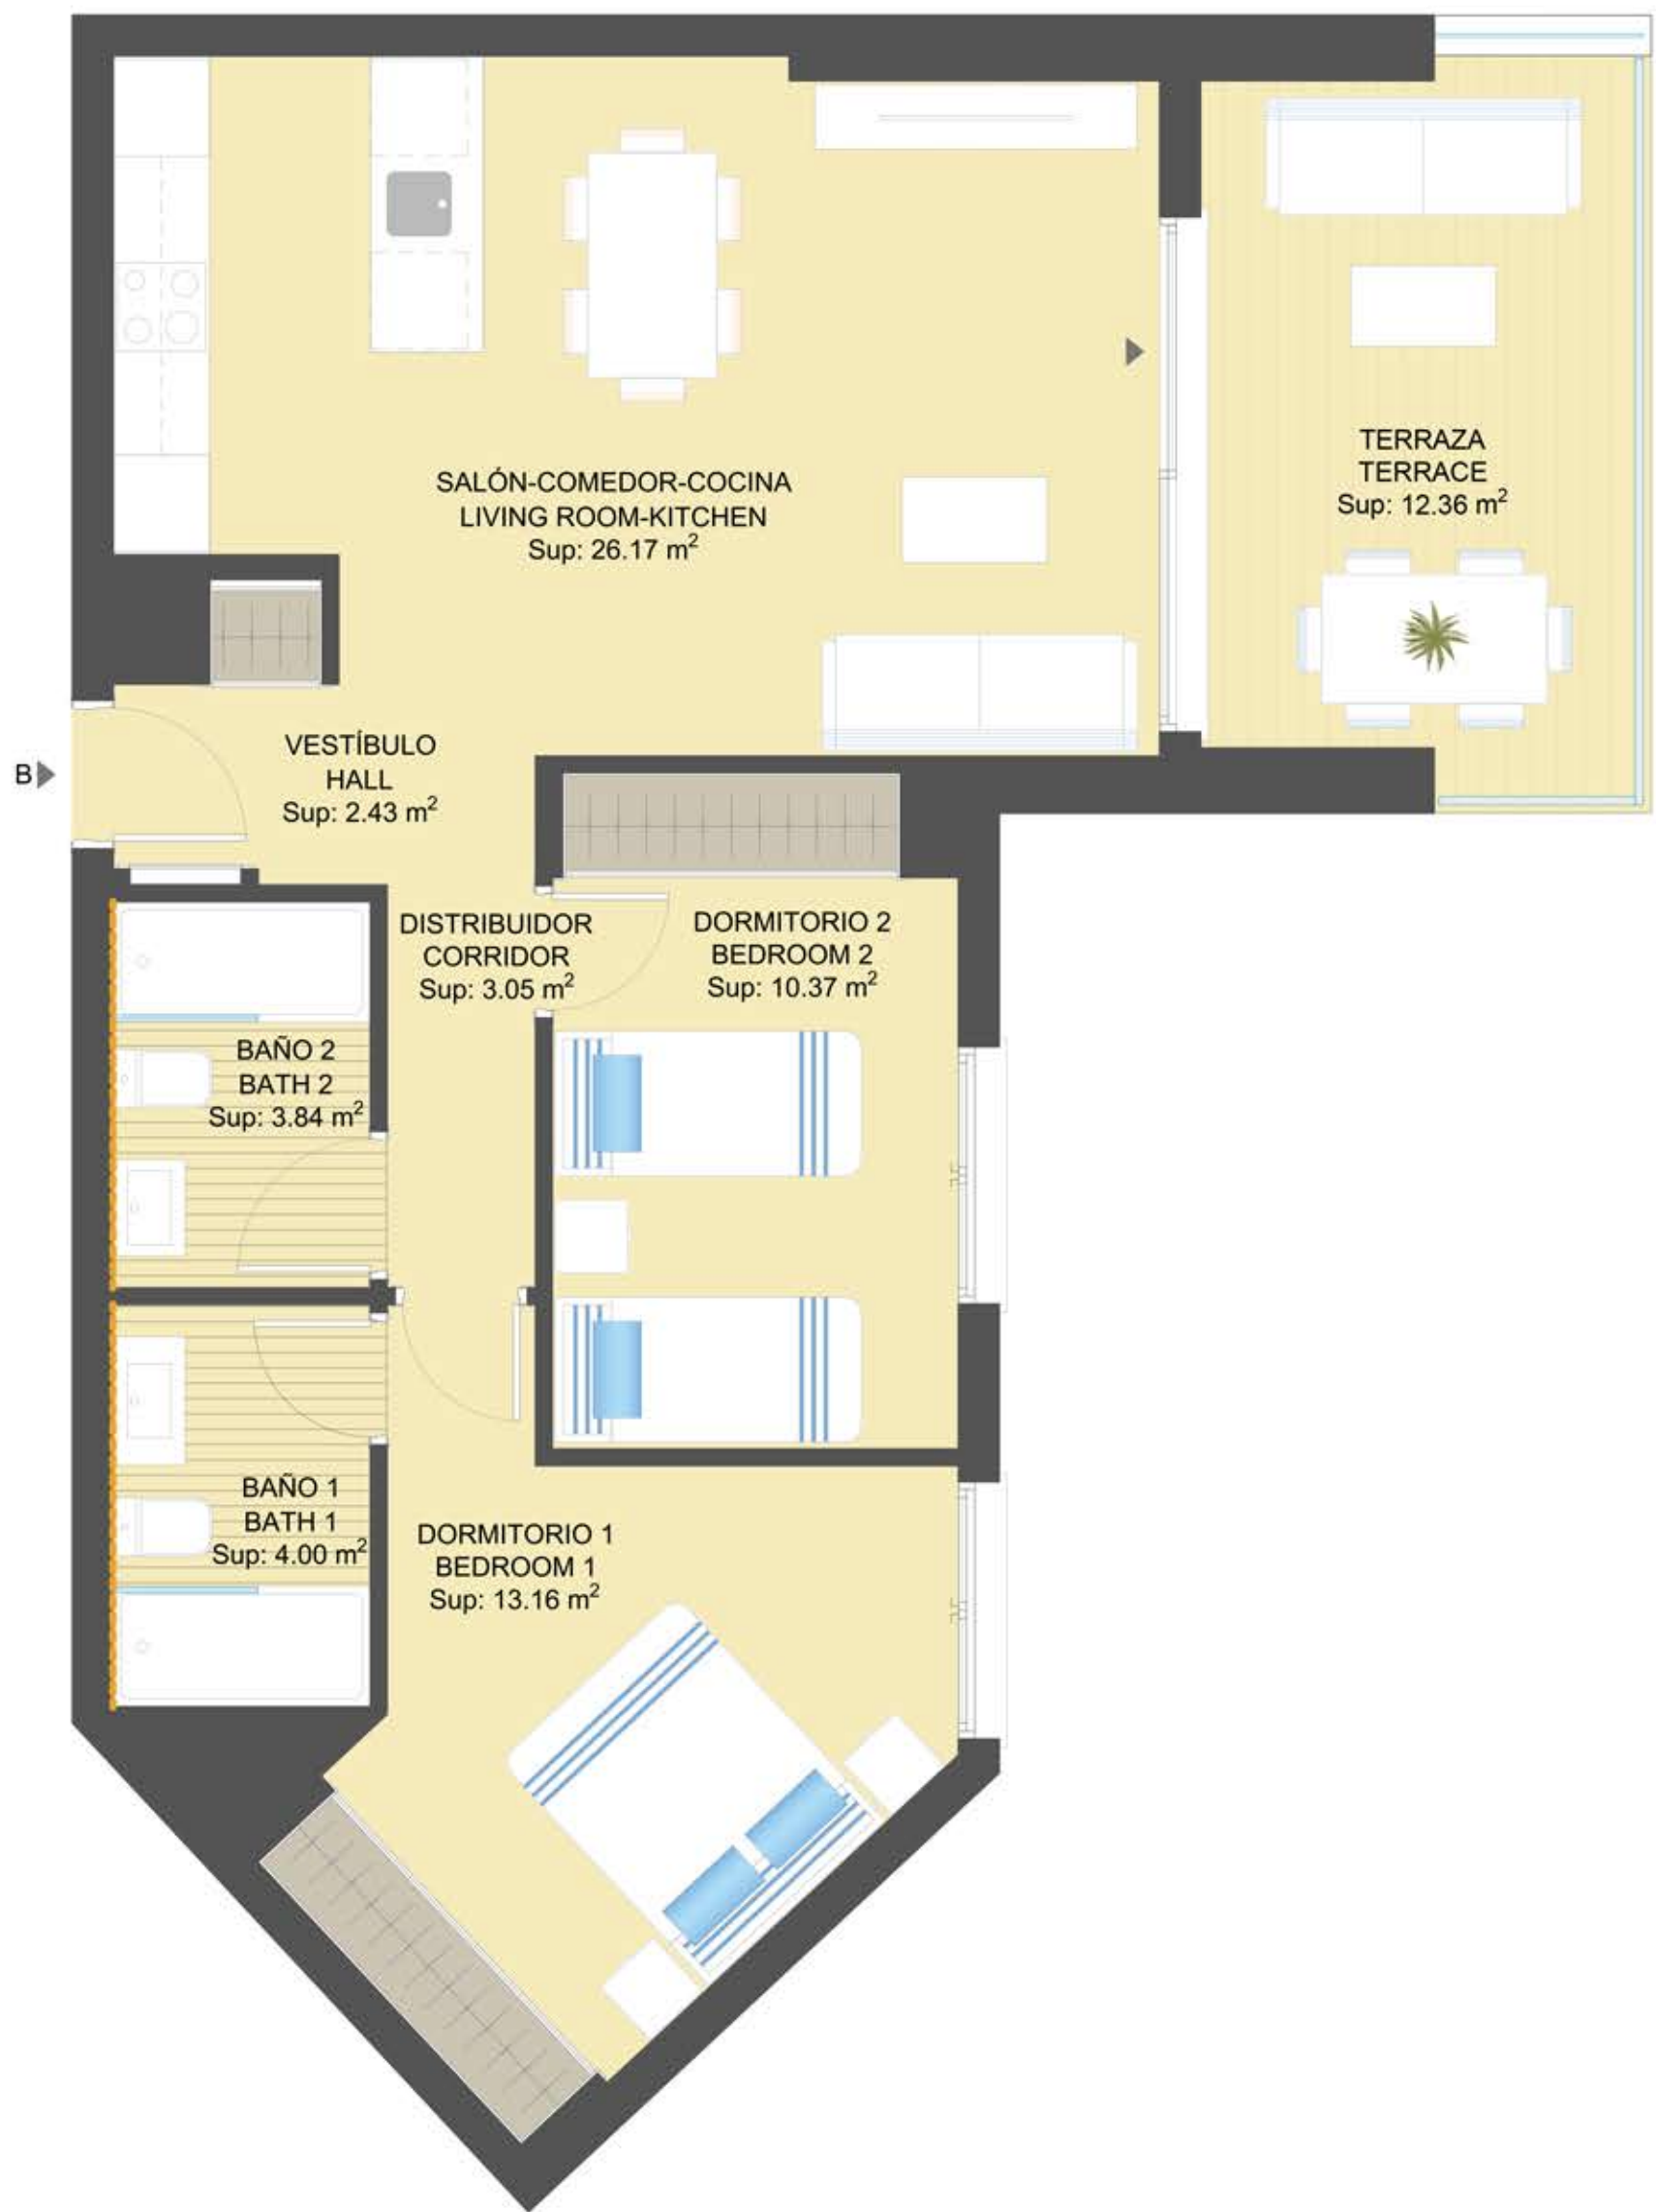 SALÓN-COMEDOR-COCINA
LIVING ROOM-KITCHEN
Sup: 26.17 m²
TERRAZA
TERRACE
Sup: 12.36 m²
B
VESTÍBULO
HALL
Sup: 2.43 m²
DISTRIBUIDOR
CORRIDOR
Sup: 3.05 m²
DORMITORIO 2
BEDROOM 2
Sup: 10.37 m²
BAÑO 2
BATH 2
Sup: 3.84 m²
BAÑO 1
BATH 1
Sup: 4.00 m²
DORMITORIO 1
BEDROOM 1
Sup: 13.16 m²